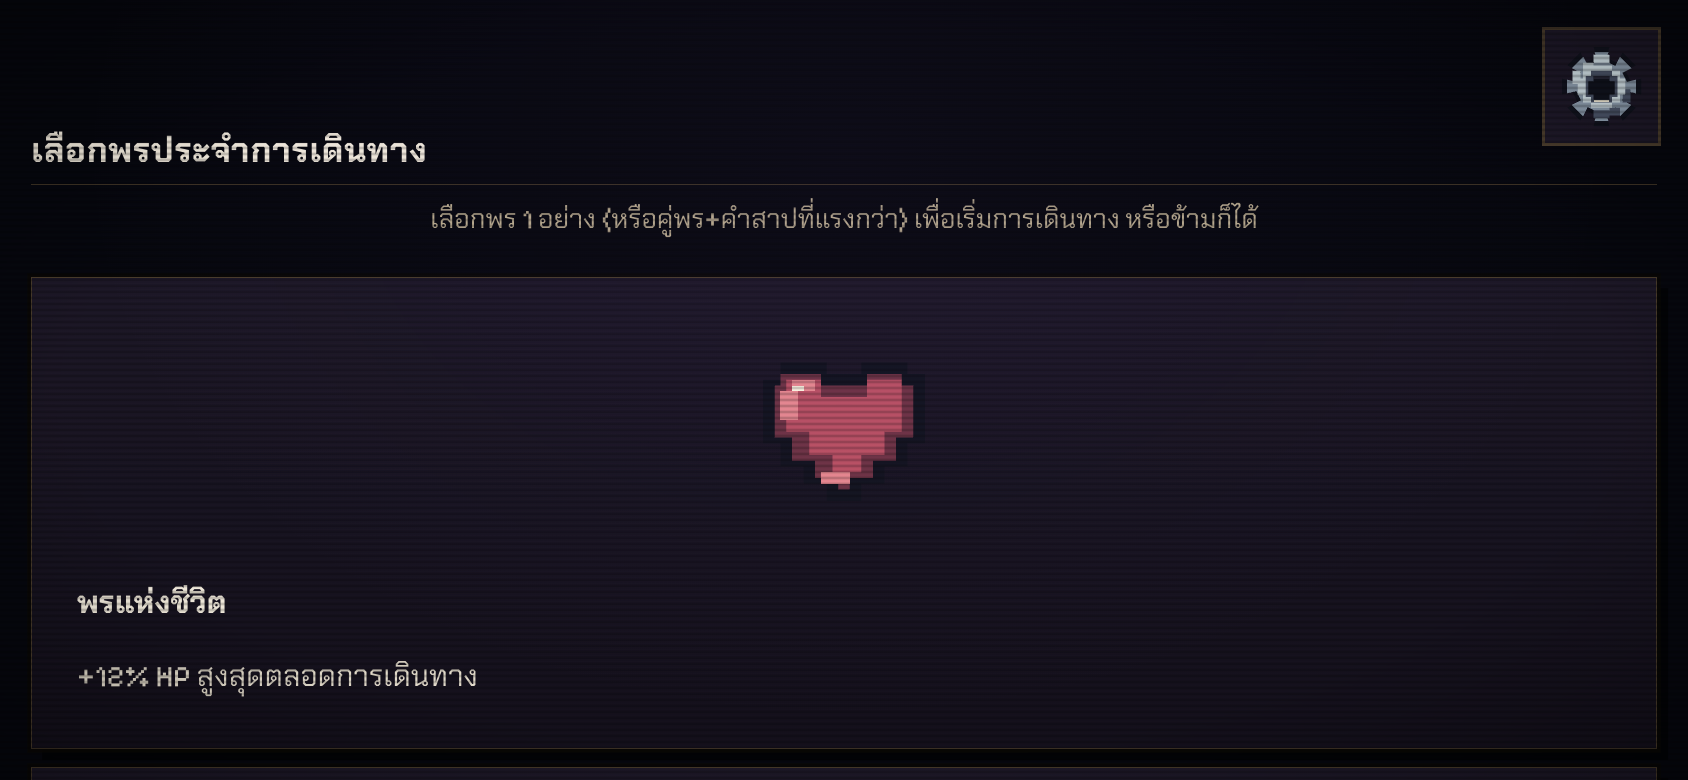 เลือกพรประจำการเดินทาง
เลือกพร 1 อย่าง (หรือคู่พร+คำสาปที่แรงกว่า) เพื่อเริ่มการเดินทาง หรือข้ามก็ได้
พรแห่งชีวิต
+12% HP สูงสุดตลอดการเดินทาง